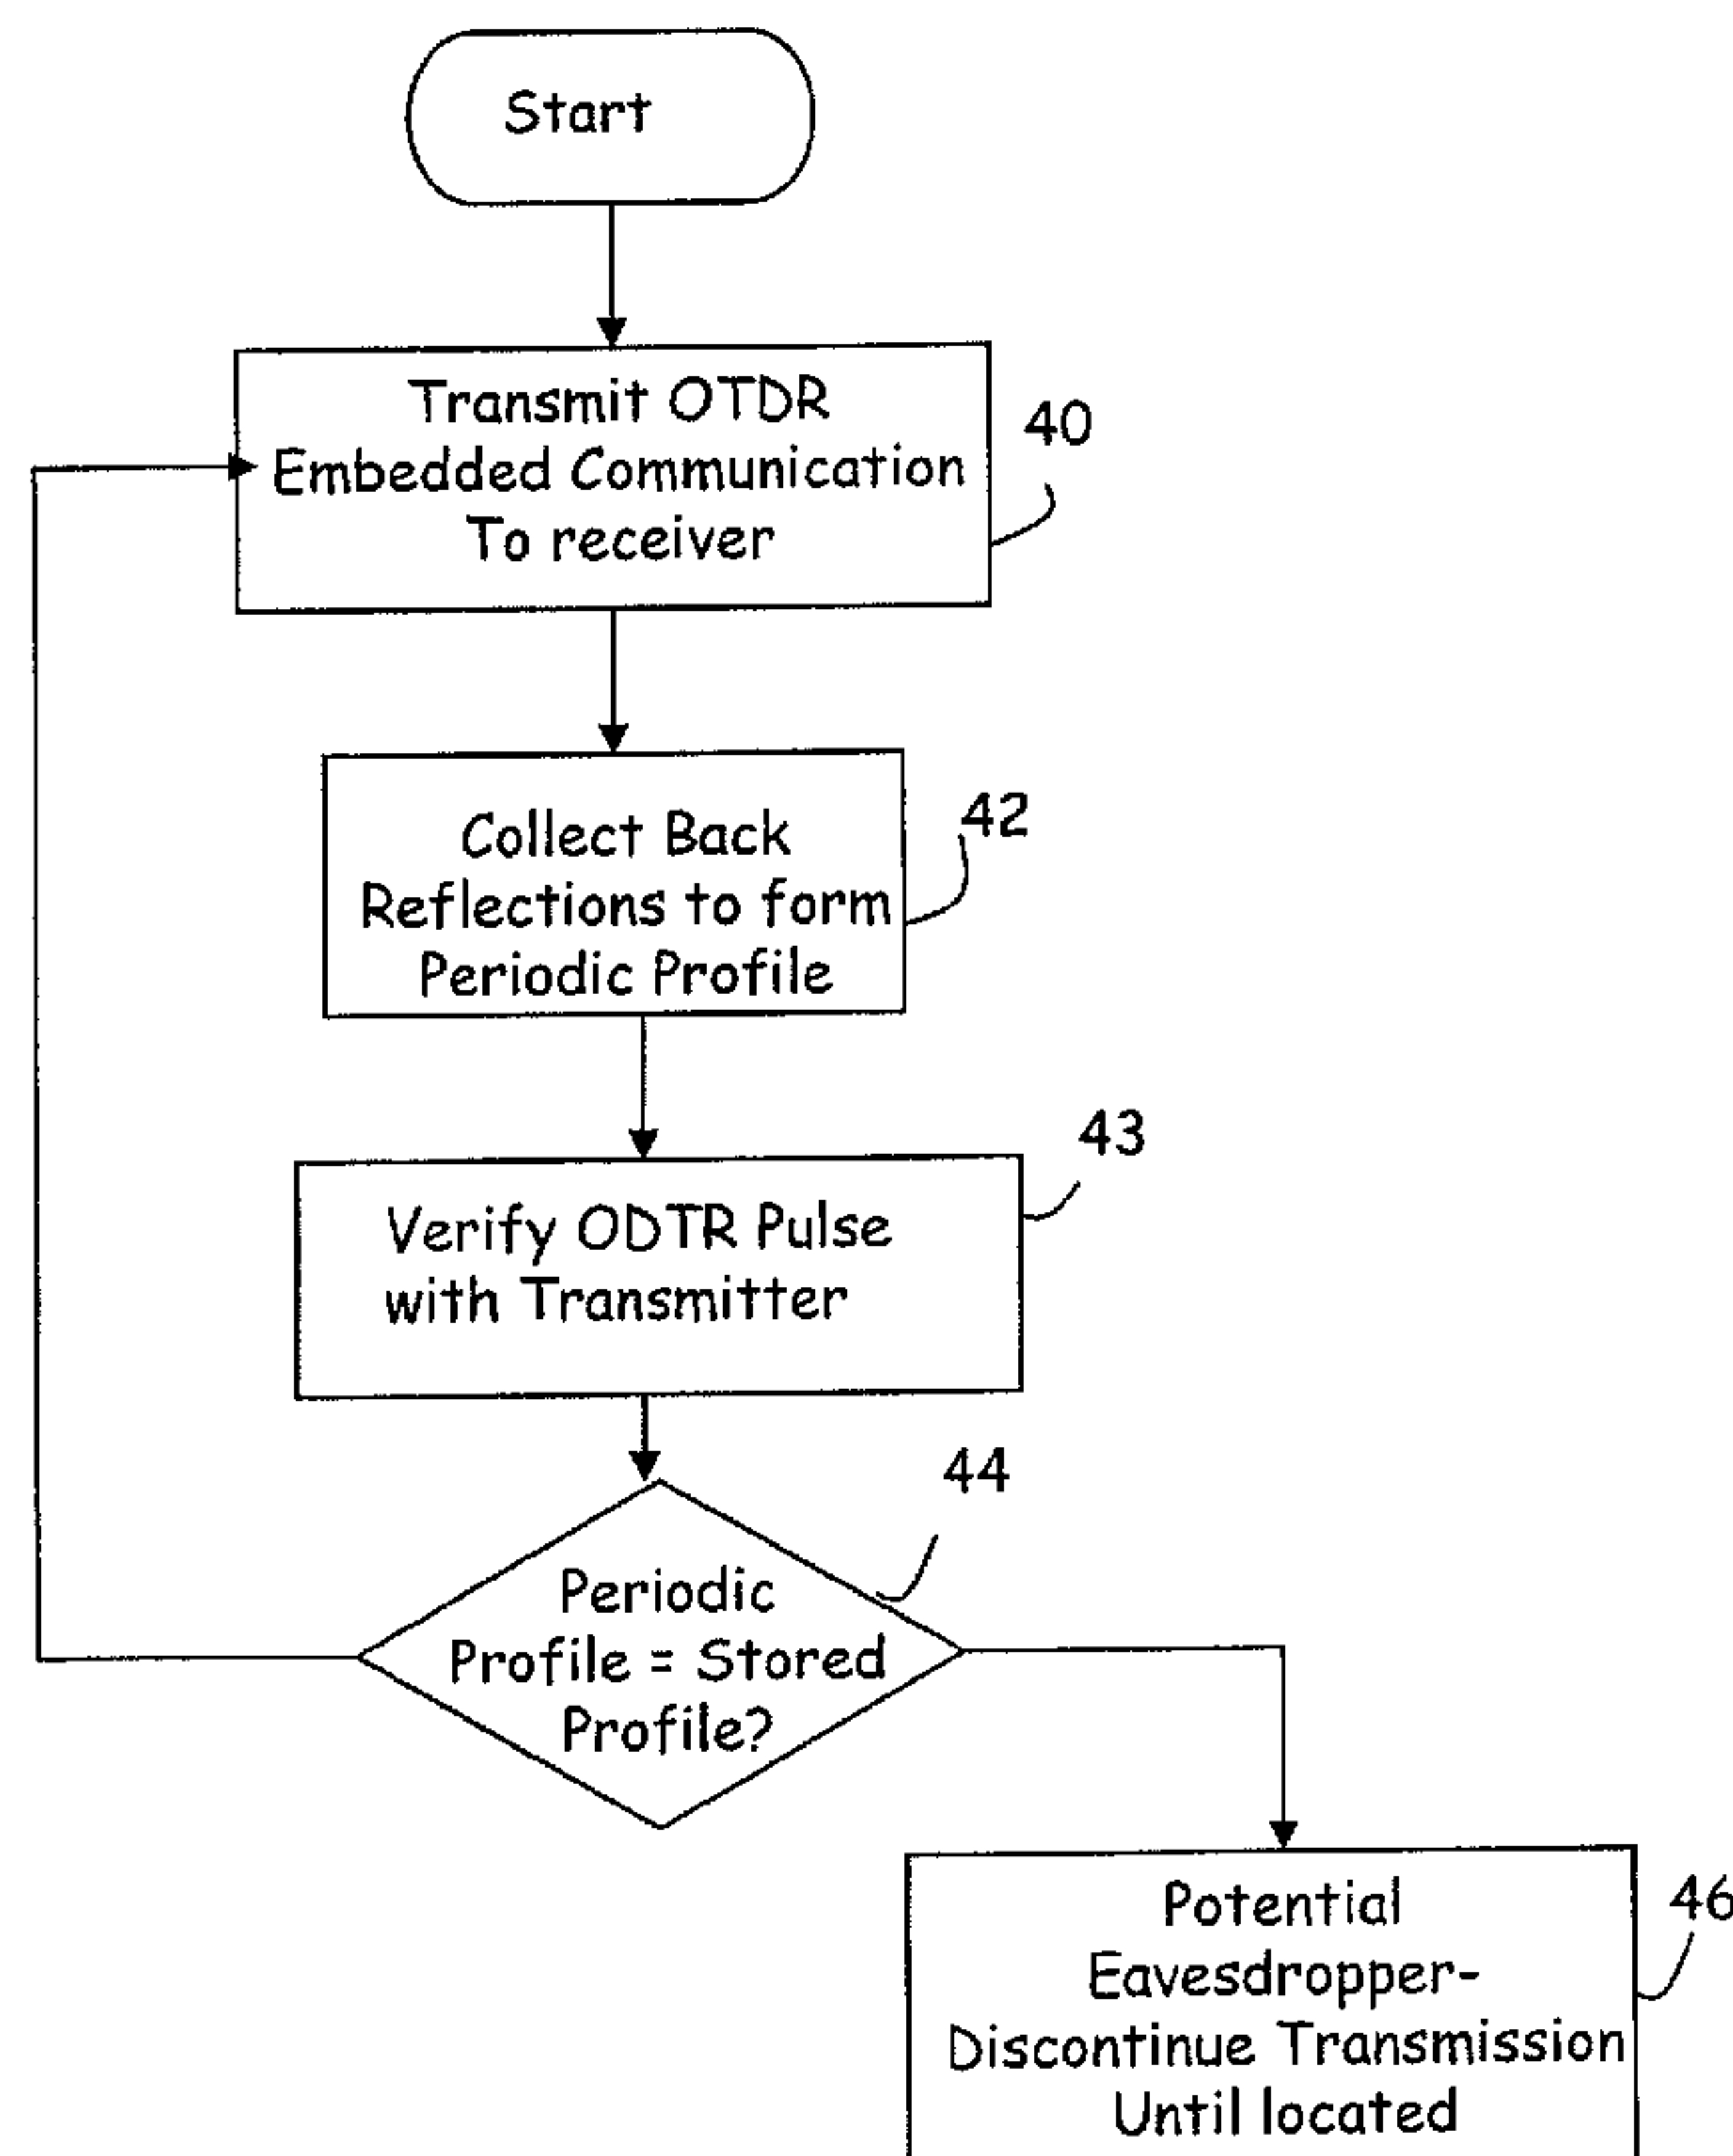 Start
Transmit OTDR
Embedded Communication
To receiver
40
Collect Back
Reflections to form
Periodic Profile
42
Verify ODTR Pulse
with Transmitter
43
Periodic
Profile = Stored
Profile?
44
Potential
Eavesdropper-
Discontinue Transmission
Until located
46